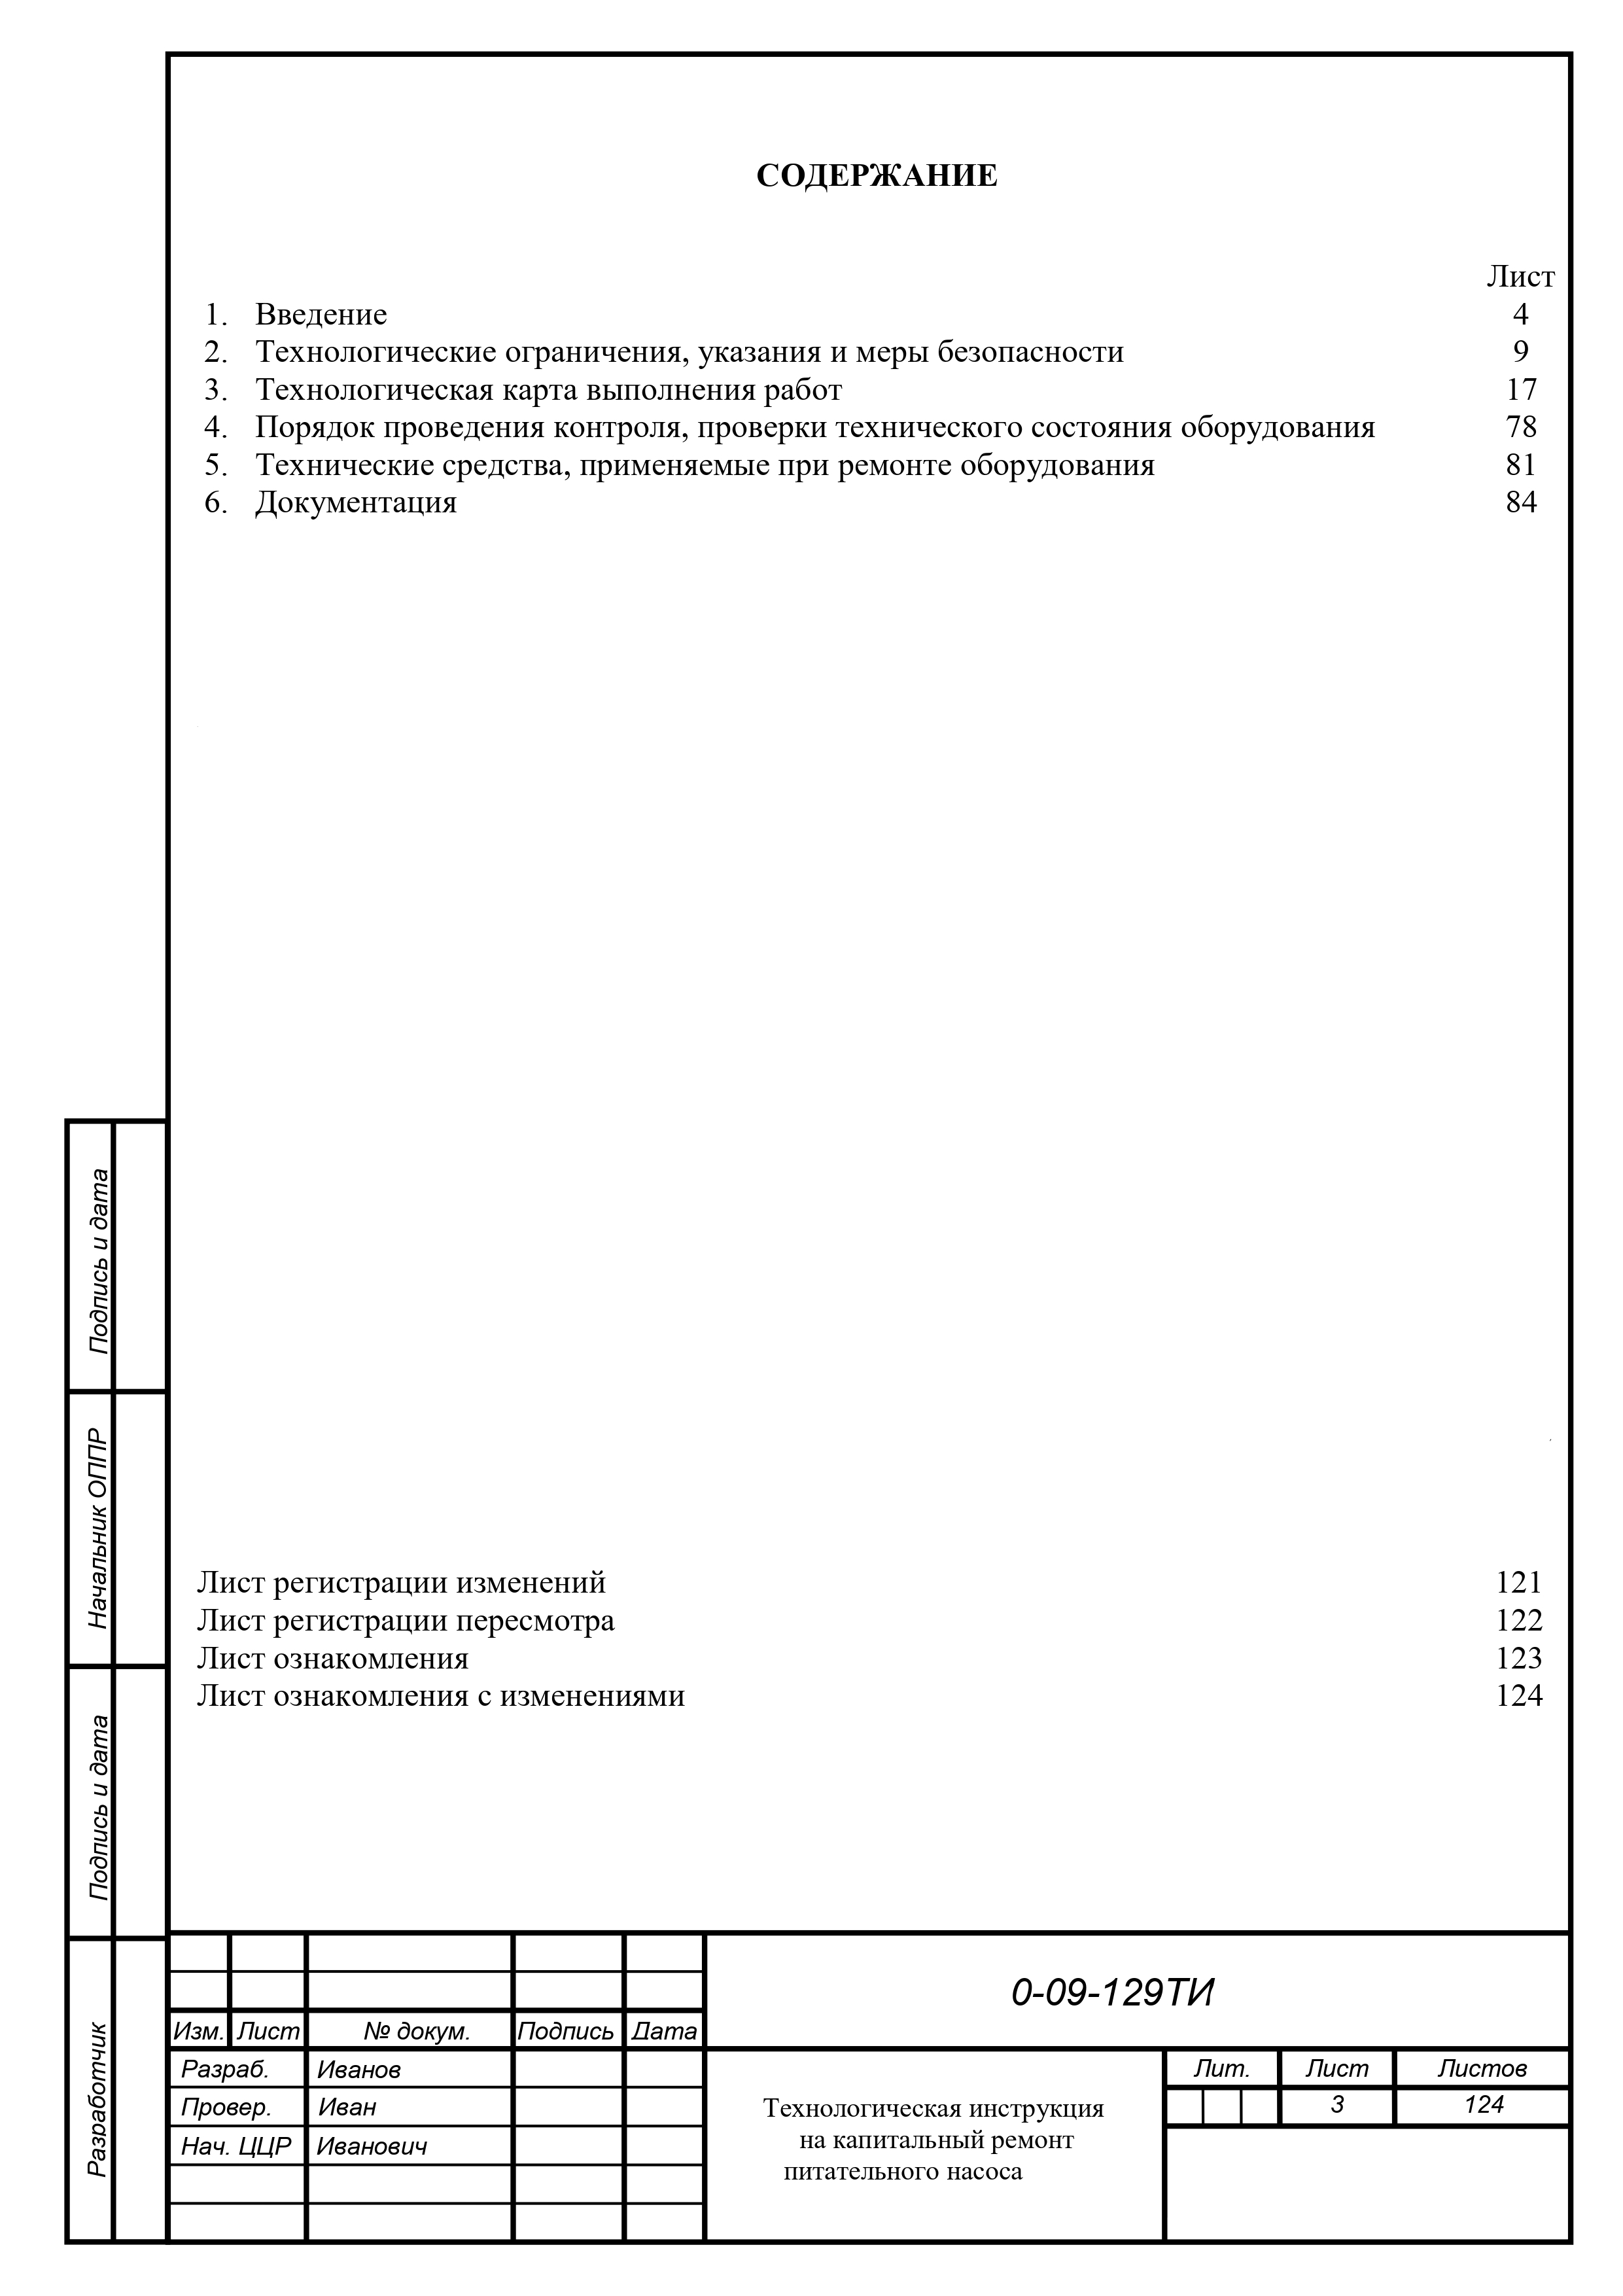 СОДЕРЖАНИЕ
Лист
1. Введение 4
2. Технологические ограничения, указания и меры безопасности 9
3. Технологическая карта выполнения работ 17
4. Порядок проведения контроля, проверки технического состояния оборудования 78
5. Технические средства, применяемые при ремонте оборудования 81
6. Документация 84
Лист регистрации изменений 121
Лист регистрации пересмотра 122
Лист ознакомления 123
Лист ознакомления с изменениями 124
Подпись и дата
Начальник ОППР
Подпись и дата
Разработчик
0-09-129ТИ
Изм. Лист № докум. Подпись Дата
Разраб. Иванов
Провер. Иван
Нач. ЦЦР Иванович
Технологическая инструкция
на капитальный ремонт
питательного насоса
Лит. Лист Листов
3 124